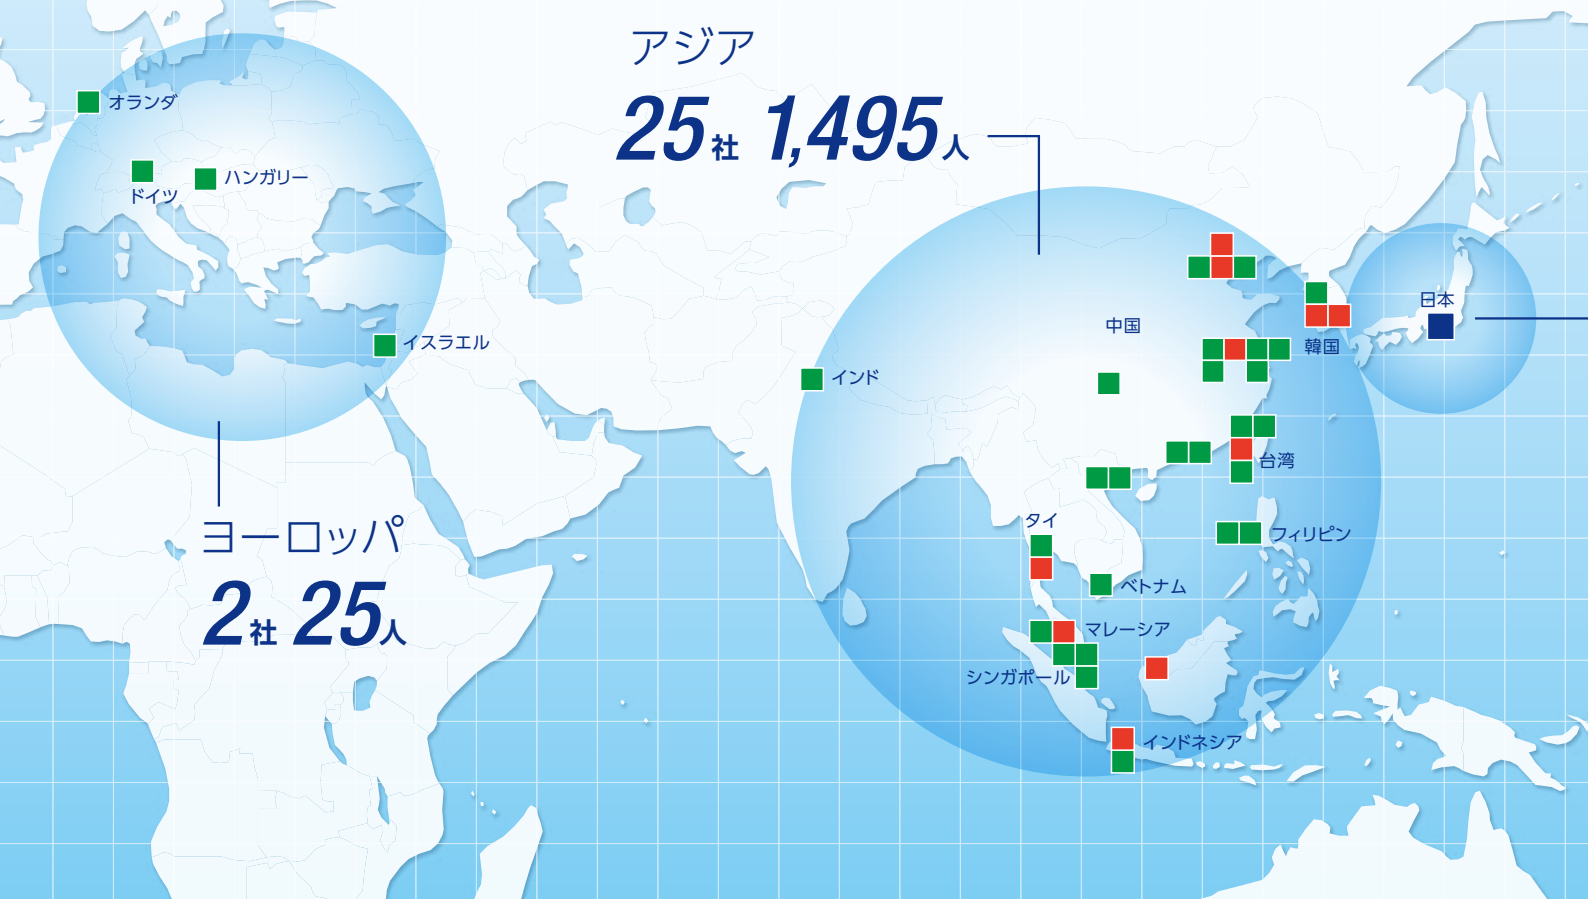 アジア
25社 1,495人
オランダ
ドイツ
ハンガリー
イスラエル
ヨーロッパ
2社 25人
インド
中国
日本
韓国
台湾
タイ
フィリピン
ベトナム
マレーシア
シンガポール
インドネシア